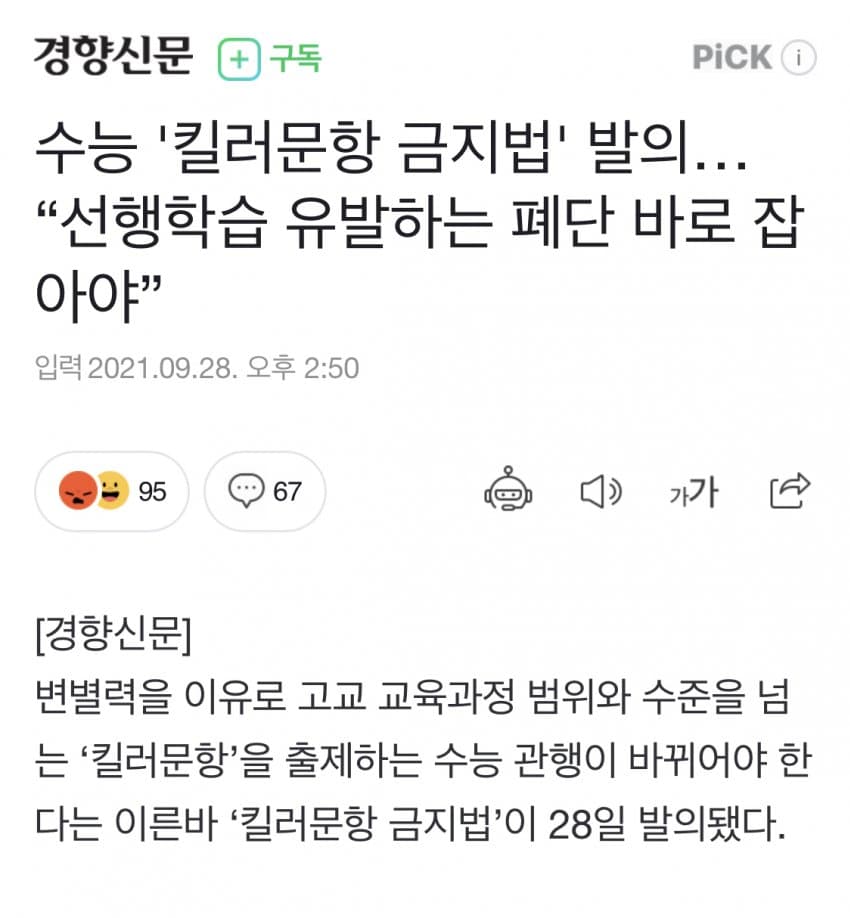 경향신문 + 구독 PiCK i
수능 '킬러문항 금지법' 발의…
“선행학습 유발하는 폐단 바로 잡
아야”
입력 2021.09.28. 오후 2:50
95 67 가가
[경향신문]
변별력을 이유로 고교 교육과정 범위와 수준을 넘
는 ‘킬러문항’을 출제하는 수능 관행이 바뀌어야 한
다는 이른바 ‘킬러문항 금지법’이 28일 발의됐다.